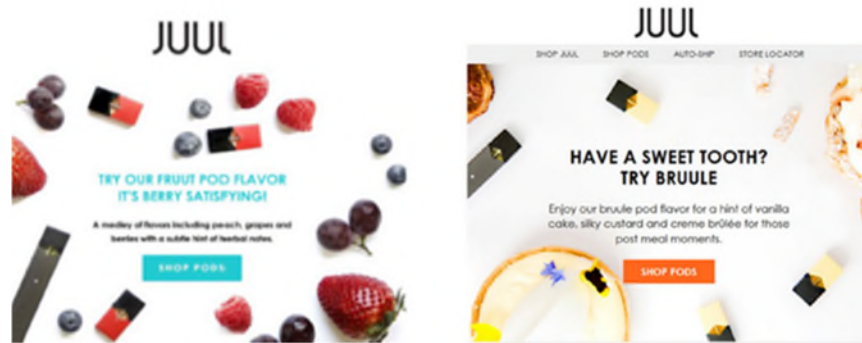 JUUL
TRY OUR FRUUT POD FLAVOR
IT'S BERRY SATISFYING!
A medley of flavors including peach, grapes and
berries with a subtle hint of herbal notes.
SHOP PODS
JUUL
SHOP JUUL SHOP PODS AUTO-SHIP STORE LOCATOR
HAVE A SWEET TOOTH?
TRY BRUULE
Enjoy our bruule pod flavor for a hint of vanilla
cake, silky custard and creme brûlée for those
post meal moments.
SHOP PODS